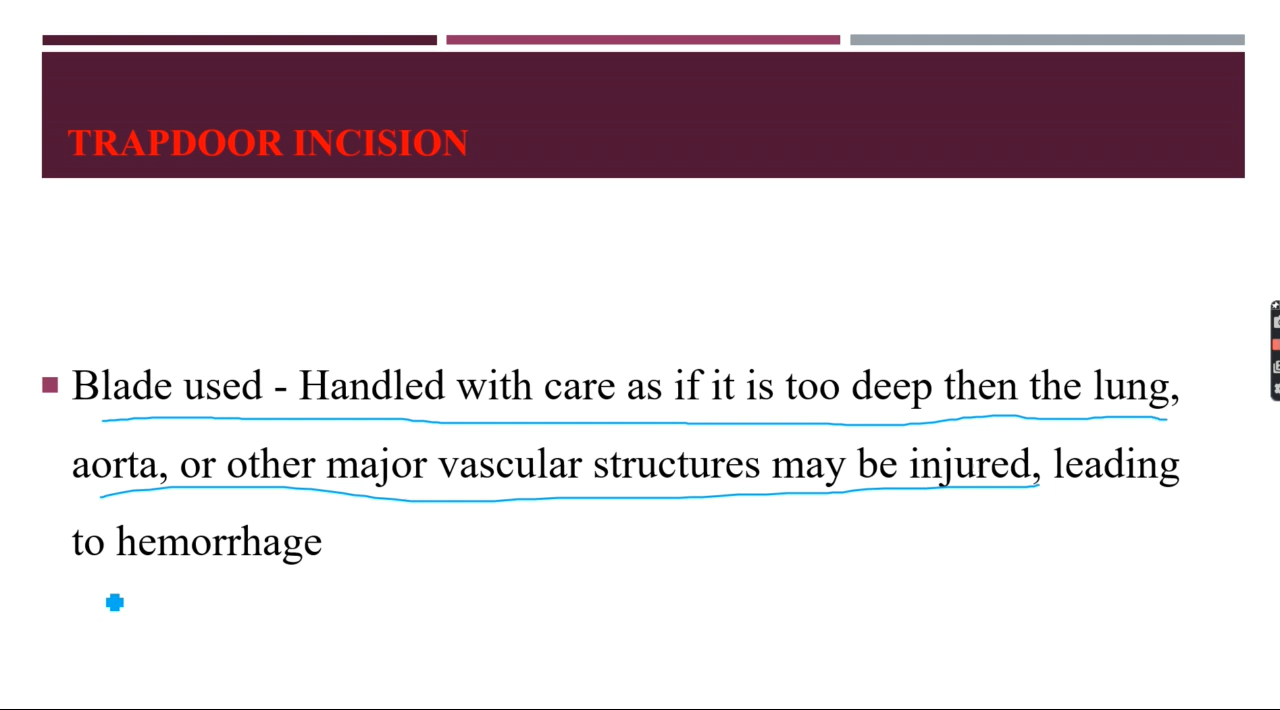 TRAPDOOR INCISION
Blade used - Handled with care as if it is too deep then the lung,
aorta, or other major vascular structures may be injured, leading
to hemorrhage